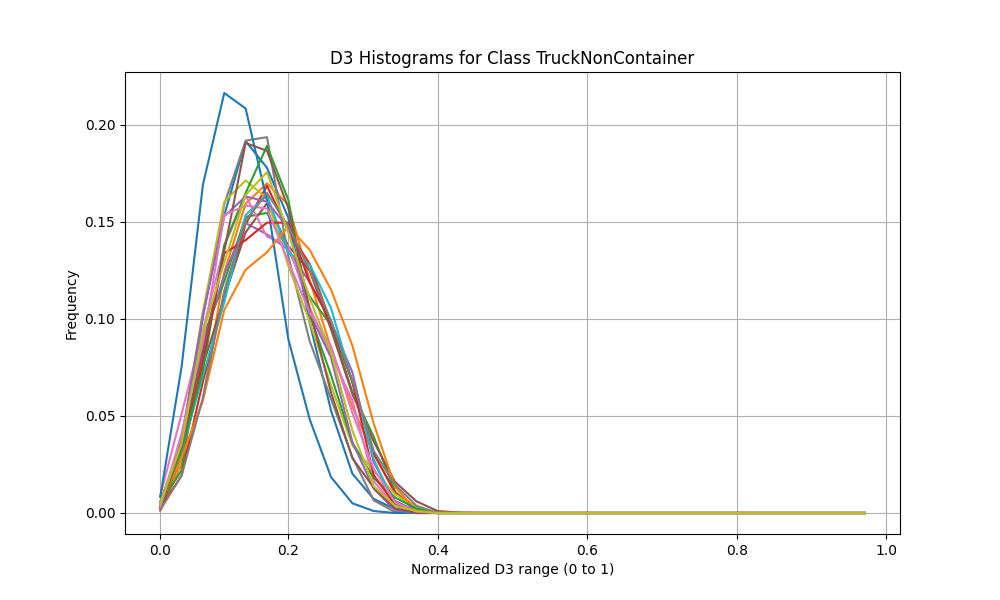 D3 Histograms for Class TruckNonContainer
Frequency
0.20
0.15
0.10
0.05
0.00
0.0 0.2 0.4 0.6 0.8 1.0
Normalized D3 range (0 to 1)